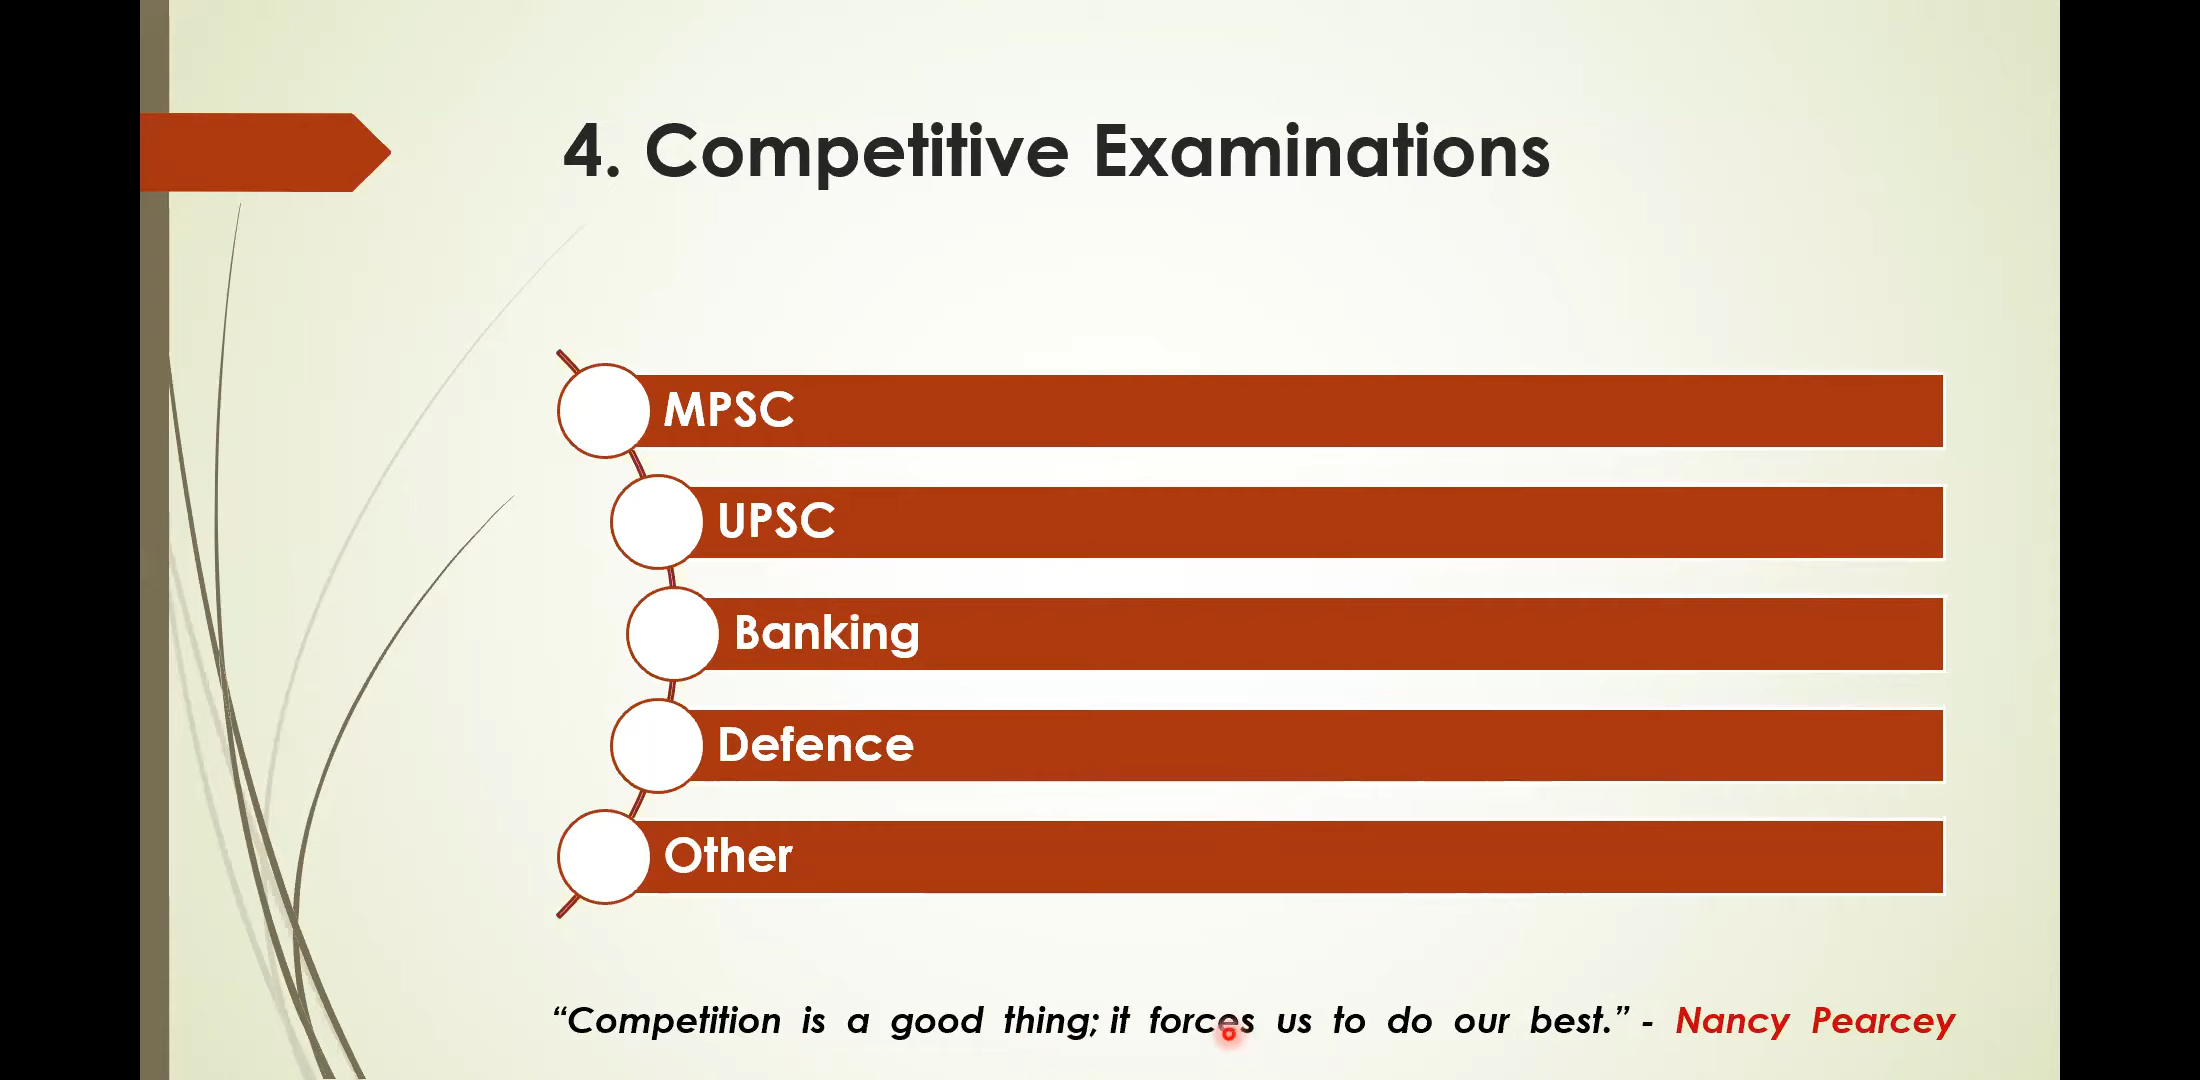 4. Competitive Examinations
MPSC
UPSC
Banking
Defence
Other
“Competition is a good thing; it forces us to do our best.” - Nancy Pearcey